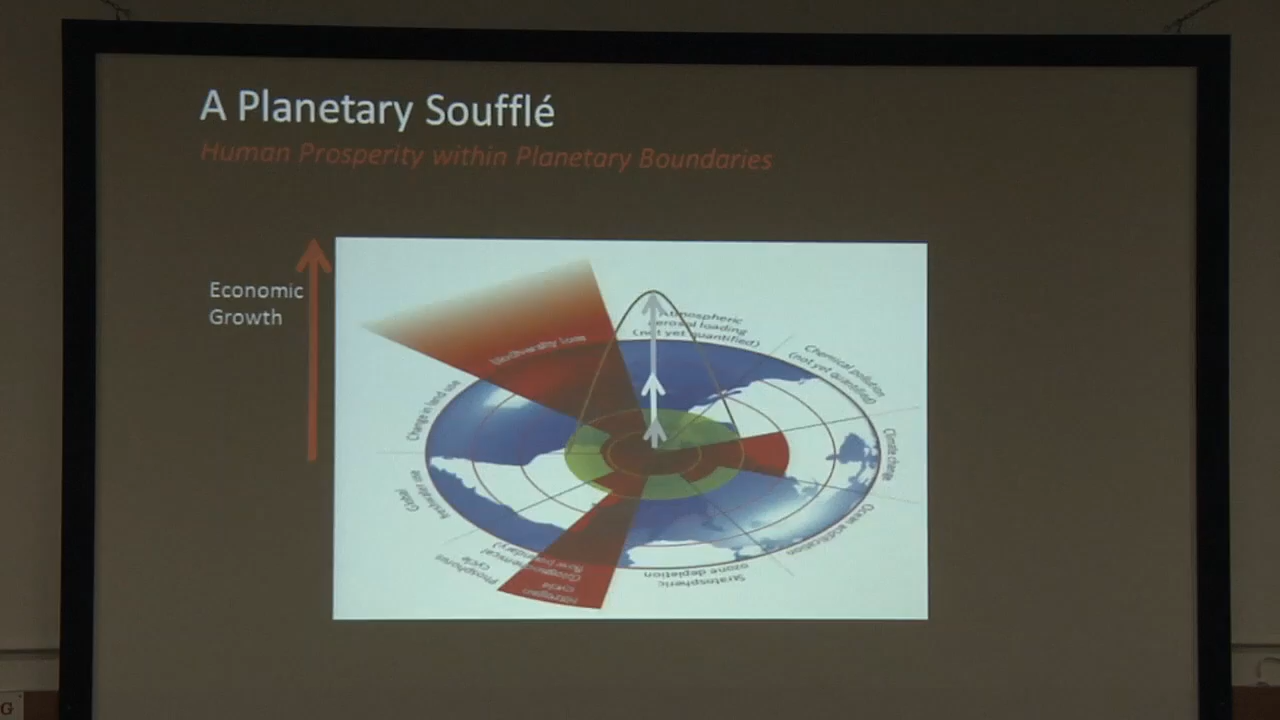 A Planetary Soufflé
Human Prosperity within Planetary Boundaries
Economic
Growth
Atmospheric
aerosol loading
(not yet quantified)
Biodiversity loss
Chemical pollution
(not yet quantified)
Change in land use
Climate change
Global
freshwater use
Ocean acidification
Phosphorus
cycle
(biogeochemical
flow boundary)
Nitrogen
cycle
Stratospheric
ozone depletion
G